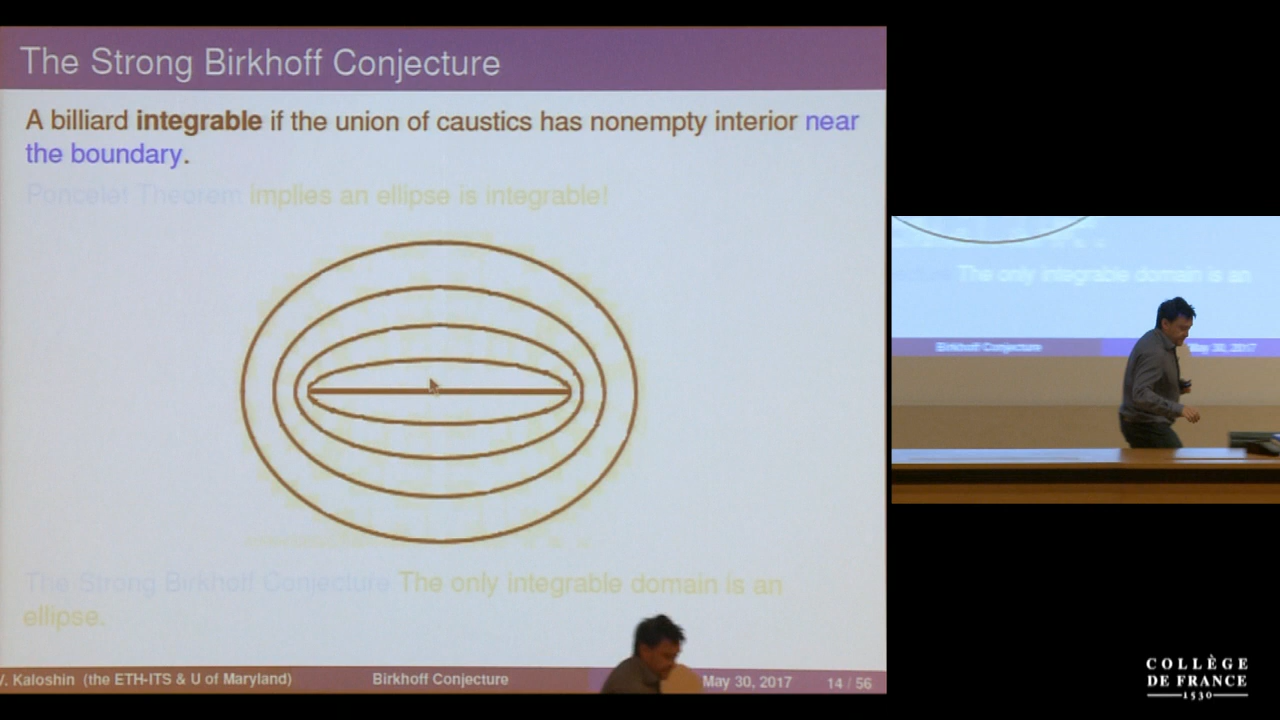 The Strong Birkhoff Conjecture
A billiard integrable if the union of caustics has nonempty interior near
the boundary.
Poncelet Theorem implies an ellipse is integrable!
The Strong Birkhoff Conjecture The only integrable domain is an
ellipse.
V. Kaloshin (the ETH-ITS & U of Maryland)
Birkhoff Conjecture
May 30, 2017
14 / 56
The only integrable domain is an
Birkhoff Conjecture
May 30, 2017
COLLÈGE
DE FRANCE
1530